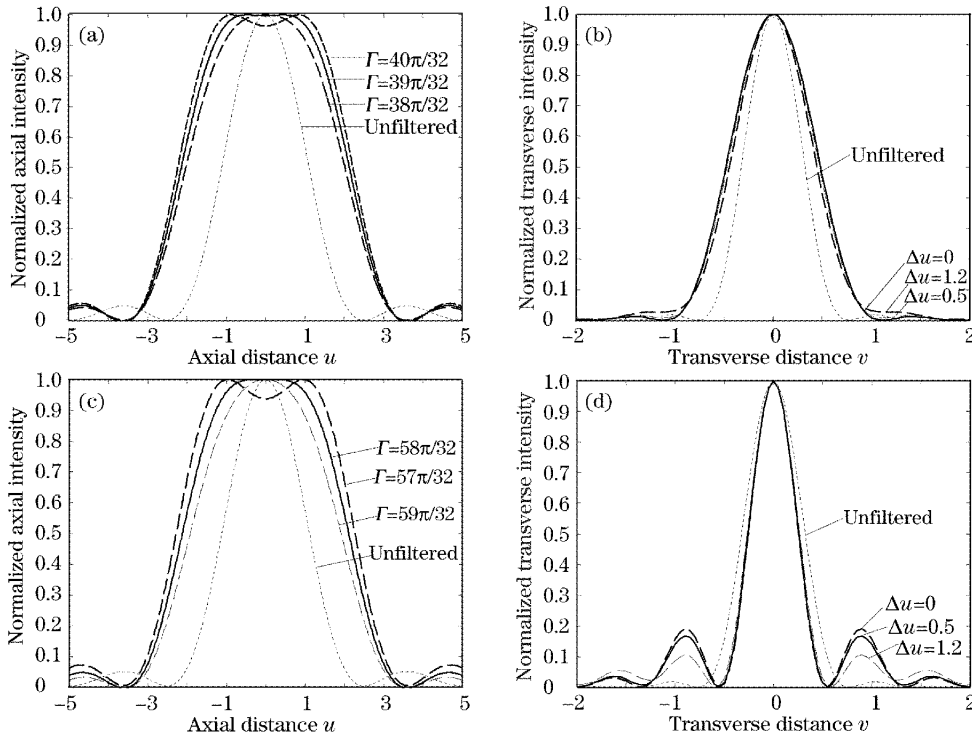 (a)
Normalized axial intensity
1.0
0.9
0.8
0.7
0.6
0.5
0.4
0.3
0.2
0.1
0
Γ=40π/32
Γ=39π/32
Γ=38π/32
Unfiltered
−5 −3 −1 1 3 5
Axial distance u
(b)
Normalized transverse intensity
1.0
0.9
0.8
0.7
0.6
0.5
0.4
0.3
0.2
0.1
0
Unfiltered
Δu=0
Δu=1.2
Δu=0.5
−2 −1 0 1 2
Transverse distance v
(c)
Normalized axial intensity
1.0
0.9
0.8
0.7
0.6
0.5
0.4
0.3
0.2
0.1
0
Γ=58π/32
Γ=57π/32
Γ=59π/32
Unfiltered
−5 −3 −1 1 3 5
Axial distance u
(d)
Normalized transverse intensity
1.0
0.9
0.8
0.7
0.6
0.5
0.4
0.3
0.2
0.1
0
Unfiltered
Δu=0
Δu=0.5
Δu=1.2
−2 −1 0 1 2
Transverse distance v